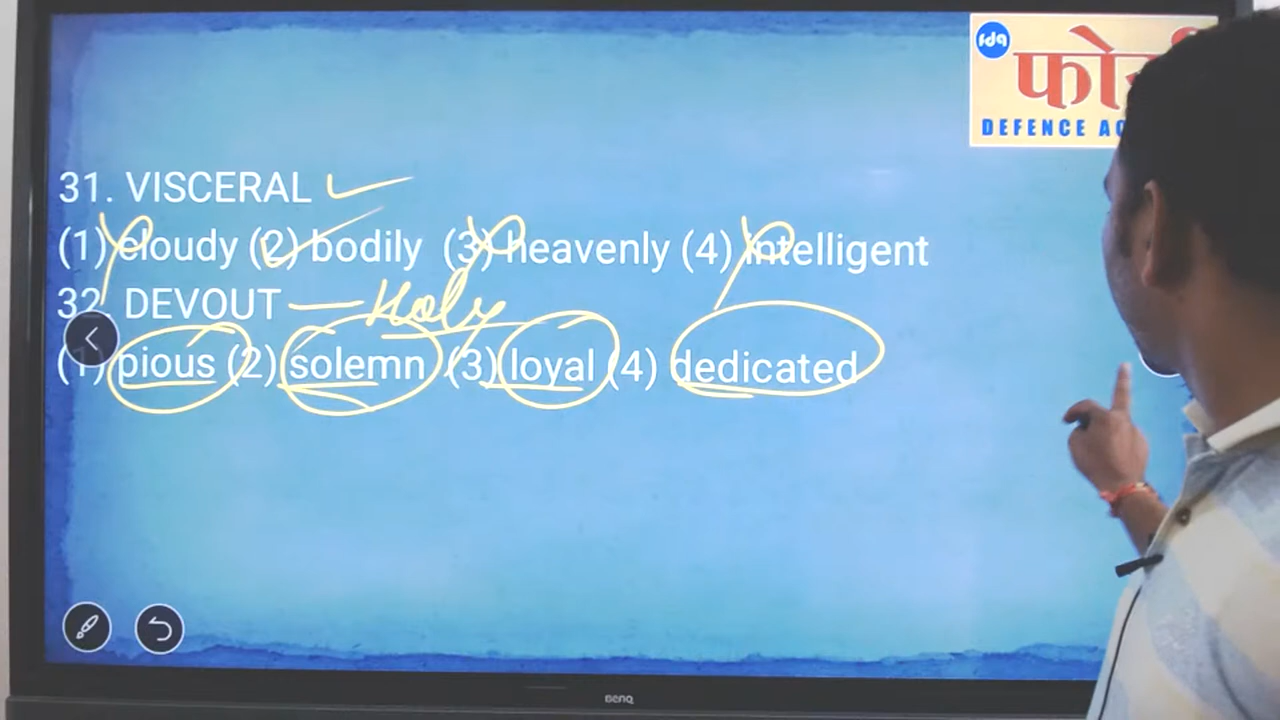 fda
DEFENCE
31. VISCERAL
(1) cloudy (2) bodily (3) heavenly (4) intelligent
32. DEVOUT — Holy
(1) pious (2) solemn (3) loyal (4) dedicated
BENQ